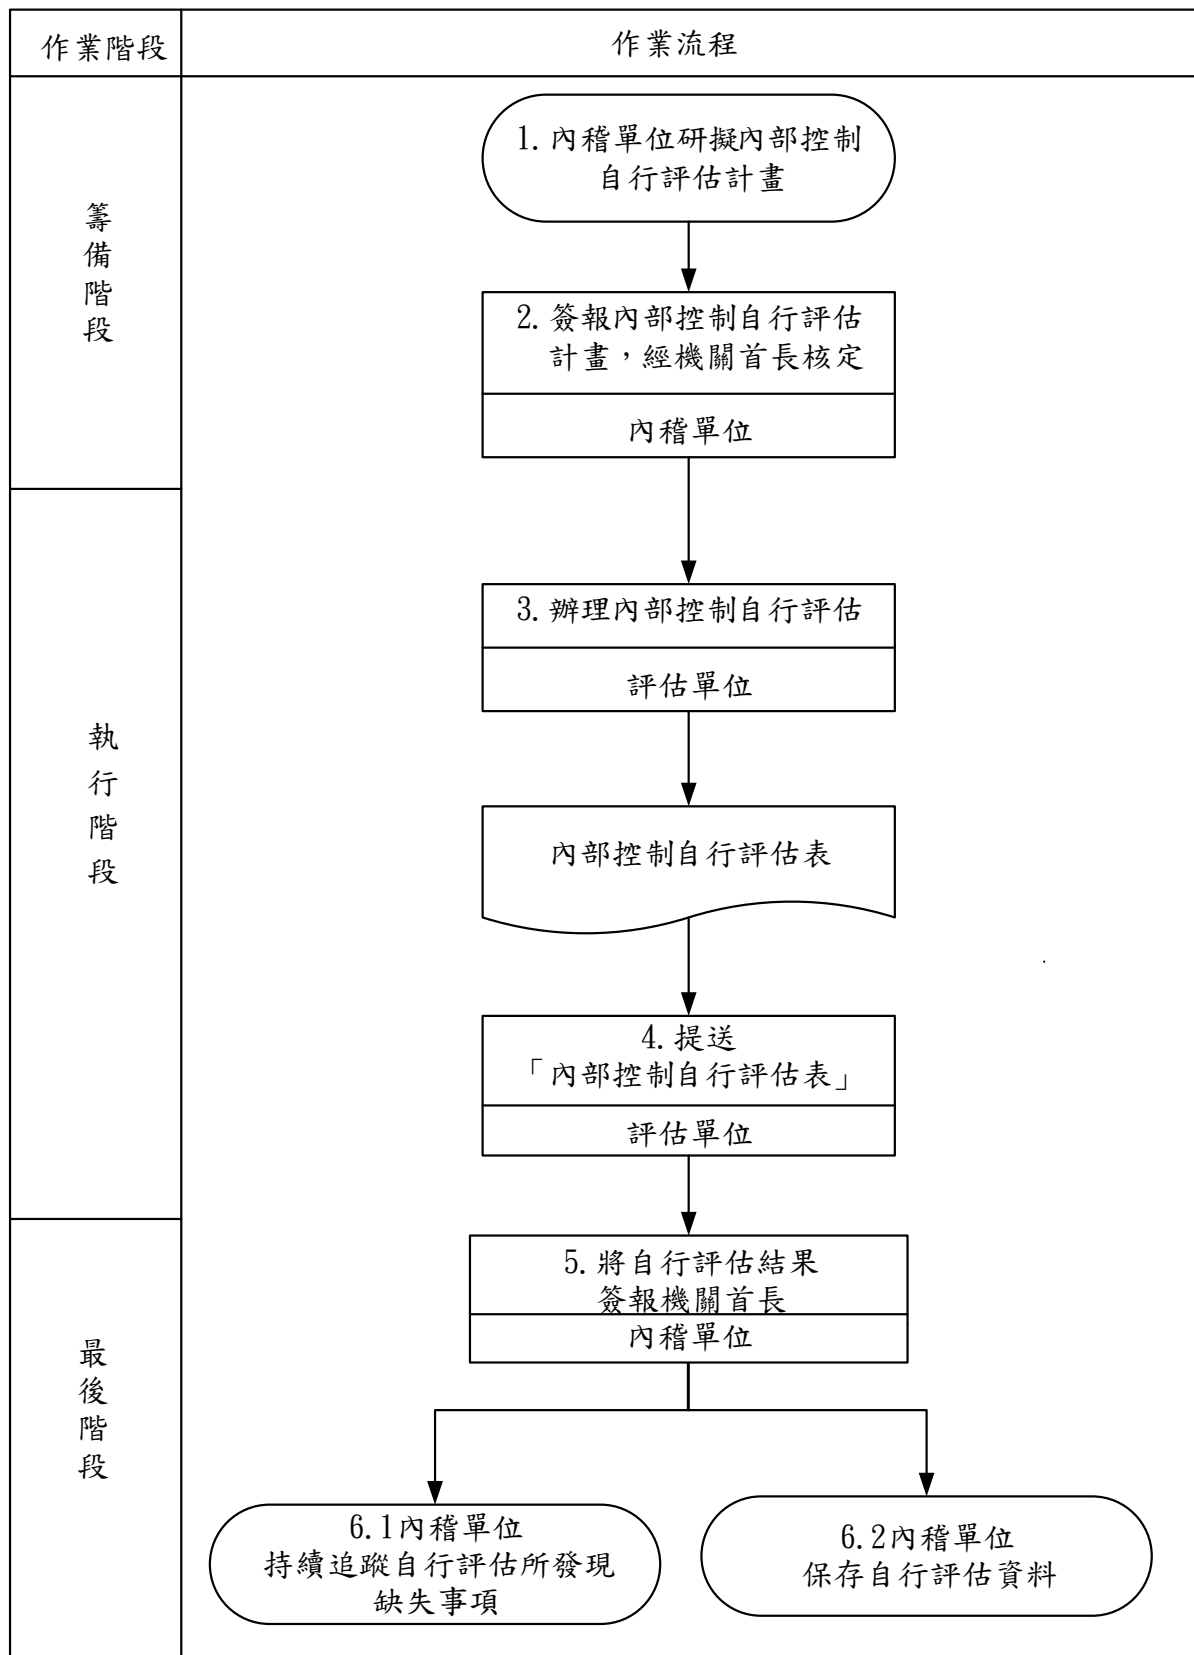 作業階段
作業流程
籌備階段
1.內稽單位研擬內部控制
自行評估計畫
2.簽報內部控制自行評估
計畫，經機關首長核定
內稽單位
執行階段
3.辦理內部控制自行評估
評估單位
內部控制自行評估表
4.提送
「內部控制自行評估表」
評估單位
最後階段
5.將自行評估結果
簽報機關首長
內稽單位
6.1內稽單位
持續追蹤自行評估所發現
缺失事項
6.2內稽單位
保存自行評估資料